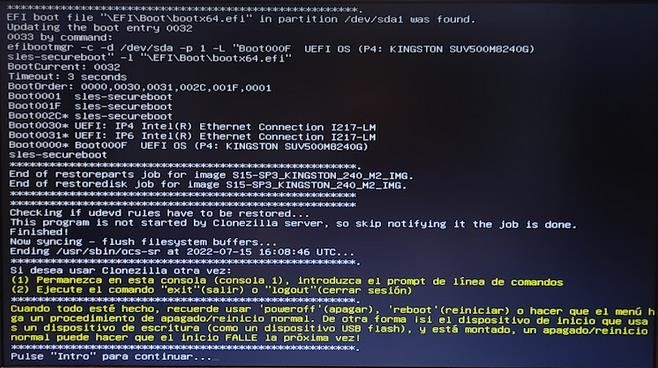 ******************************************************.
EFI boot file "\EFI\Boot\bootx64.efi" in partition /dev/sda1 was found.
Updating the boot entry 0032
0033 by command:
efibootmgr -c -d /dev/sda -p 1 -L "Boot000F  UEFI OS (P4: KINGSTON SUV500M8240G)
sles-secureboot" -l "\EFI\Boot\bootx64.efi"
BootCurrent: 0032
Timeout: 3 seconds
BootOrder: 0000,0030,0031,002C,001F,0001
Boot0001  sles-secureboot
Boot001F  sles-secureboot
Boot002C* sles-secureboot
Boot0030* UEFI: IP4 Intel(R) Ethernet Connection I217-LM
Boot0031* UEFI: IP6 Intel(R) Ethernet Connection I217-LM
Boot0000* Boot000F  UEFI OS (P4: KINGSTON SUV500M8240G)
sles-secureboot
******************************************************.
End of restoreparts job for image S15-SP3_KINGSTON_240_M2_IMG.
End of restoredisk job for image S15-SP3_KINGSTON_240_M2_IMG.
******************************************************
******************************************************
Checking if udevd rules have to be restored...
This program is not started by Clonezilla server, so skip notifying it the job is done.
Finished!
Now syncing - flush filesystem buffers...
Ending /usr/sbin/ocs-sr at 2022-07-15 16:08:46 UTC...
******************************************************.
Si desea usar Clonezilla otra vez:
(1) Permanezca en esta consola (consola 1), introduzca el prompt de línea de comandos
(2) Ejecute el comando "exit"(salir) o "logout"(cerrar sesión)
******************************************************.
Cuando todo esté hecho, recuerde usar 'poweroff'(apagar), 'reboot'(reiniciar) o hacer que el menú h
ga un procedimiento de apagado/reinicio normal. De otra forma ¡si el dispositivo de inicio que usa
s un dispositivo de escritura (como un dispositivo USB flash), y está montado, un apagado/reinicio
normal puede hacer que el inicio FALLE la próxima vez!
******************************************************.
Pulse "Intro" para continuar..._